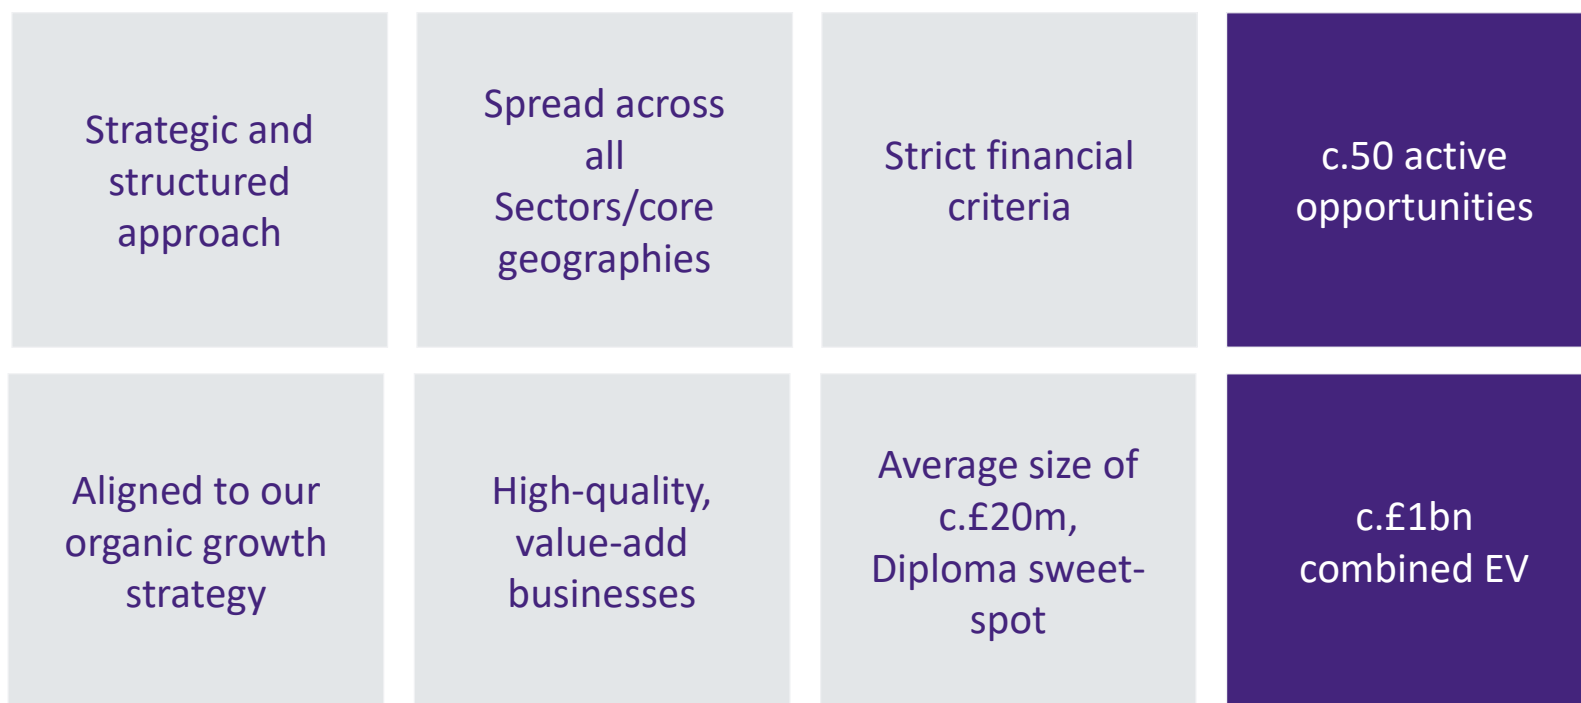 Strategic and
structured
approach
Spread across
all
Sectors/core
geographies
Strict financial
criteria
c.50 active
opportunities
Aligned to our
organic growth
strategy
High-quality,
value-add
businesses
Average size of
c.£20m,
Diploma sweet-
spot
c.£1bn
combined EV